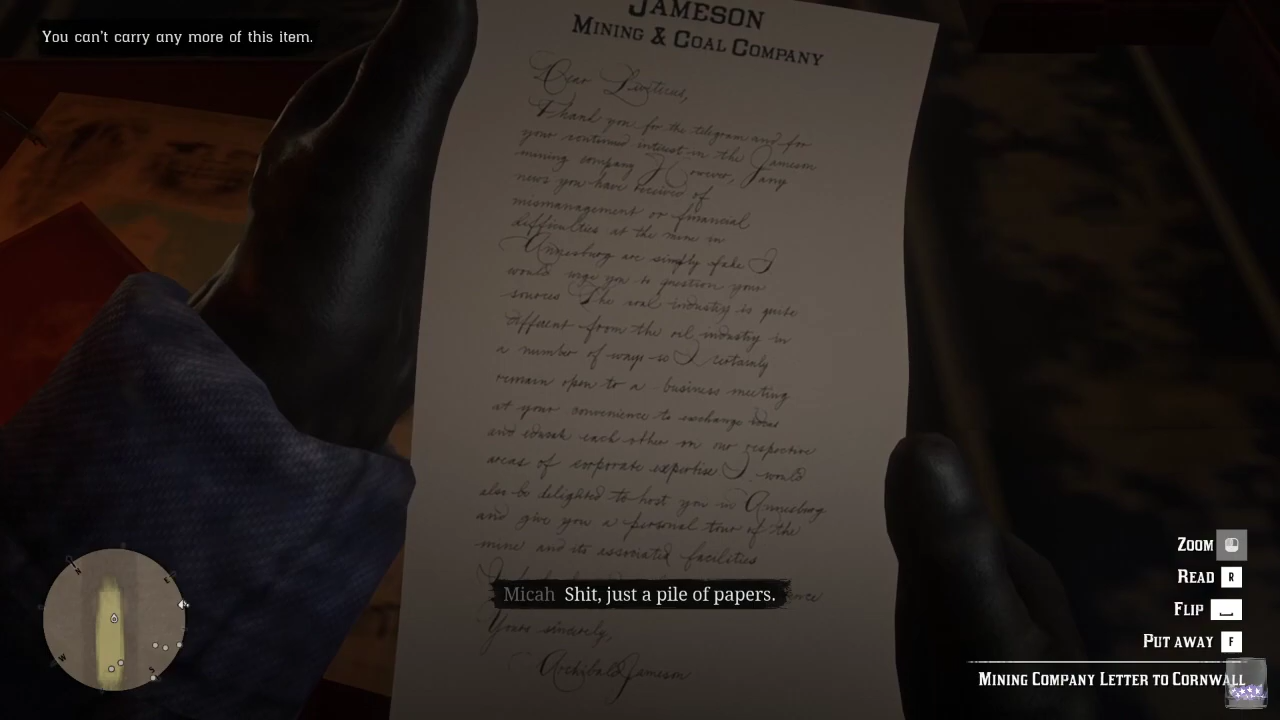 You can't carry any more of this item.
JAMESON
MINING & COAL COMPANY
Dear Leviticus,
Thank you for the telegram and for
your continued interest in the Jameson
mining company However, any
news you have received of
mismanagement or financial
difficulties at the mine in
Annesburg are simply fake I
would urge you to question your
sources The coal industry is quite
different from the oil industry in
a number of ways so I certainly
remain open to a business meeting
at your convenience to exchange ideas
and educate each other on our respective
areas of corporate expertise I would
also be delighted to host you in Annesburg
and give you a personal tour of the
mine and its associated facilities
Micah Shit, just a pile of papers.
Yours sincerely,
Archibald Jameson
N
W
S
ZOOM
READ R
FLIP
PUT AWAY F
MINING COMPANY LETTER TO CORNWALL